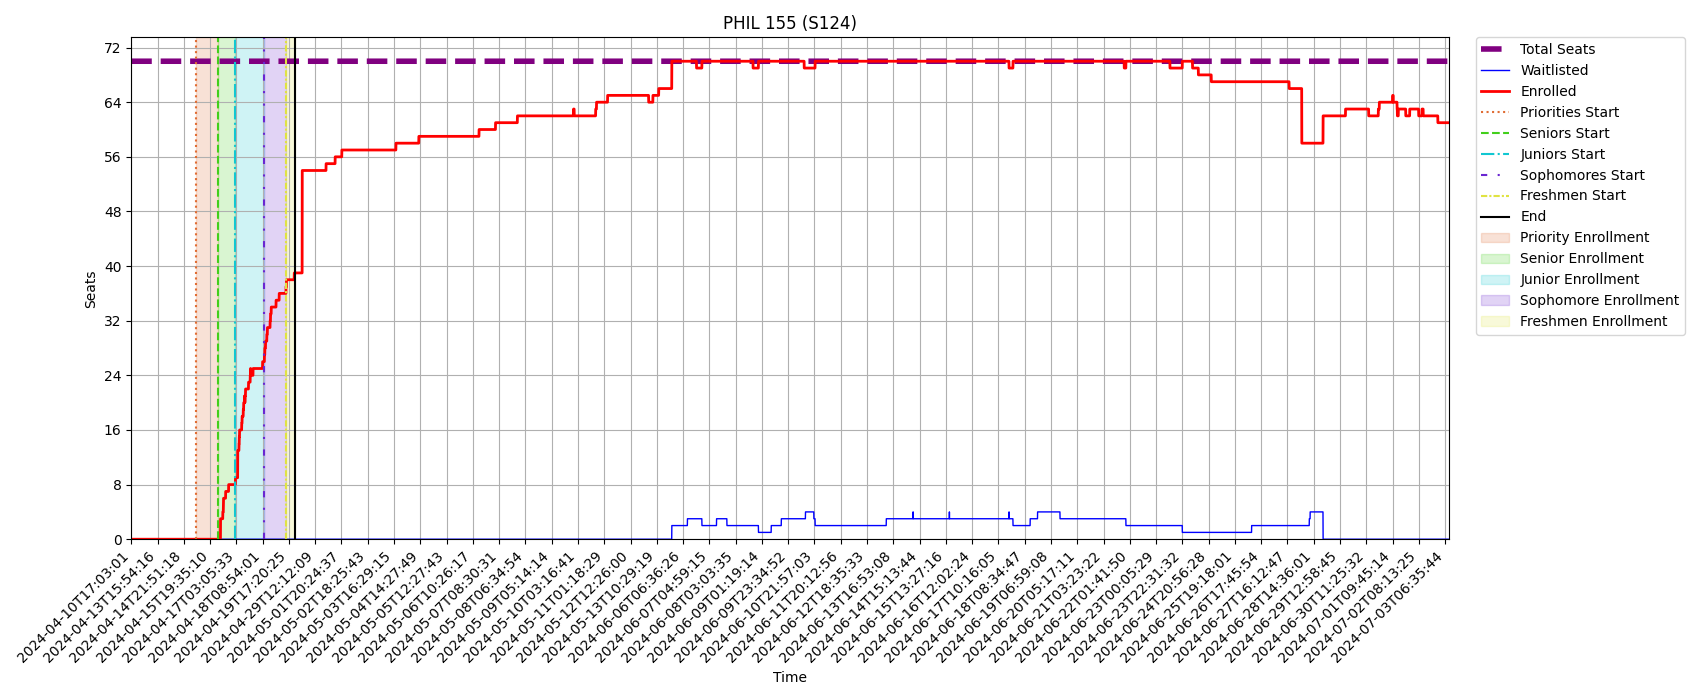 PHIL 155 (S124)
72
64
56
48
40
32
24
16
8
0
Seats
2024-04-10T17:03:01
2024-04-13T15:54:16
2024-04-14T21:51:18
2024-04-15T19:35:10
2024-04-17T03:05:33
2024-04-18T08:54:01
2024-04-19T17:20:25
2024-04-29T12:12:09
2024-05-01T20:24:37
2024-05-02T18:25:43
2024-05-03T16:29:15
2024-05-04T14:27:49
2024-05-05T12:27:43
2024-05-06T10:26:17
2024-05-07T08:30:31
2024-05-08T06:34:54
2024-05-09T05:14:14
2024-05-10T03:16:41
2024-05-11T01:18:29
2024-05-12T12:26:00
2024-05-13T10:29:19
2024-06-06T06:36:26
2024-06-07T04:59:15
2024-06-08T03:03:35
2024-06-09T01:19:14
2024-06-09T23:34:52
2024-06-10T21:57:03
2024-06-11T20:12:56
2024-06-12T18:35:33
2024-06-13T16:53:08
2024-06-14T15:13:44
2024-06-15T13:27:16
2024-06-16T12:02:24
2024-06-17T10:16:05
2024-06-18T08:34:47
2024-06-19T06:59:08
2024-06-20T05:17:11
2024-06-21T03:23:22
2024-06-22T01:41:50
2024-06-23T00:05:29
2024-06-23T22:31:32
2024-06-24T20:56:28
2024-06-25T19:18:01
2024-06-26T17:45:54
2024-06-27T16:12:47
2024-06-28T14:36:01
2024-06-29T12:58:45
2024-06-30T11:25:32
2024-07-01T09:45:14
2024-07-02T08:13:25
2024-07-03T06:35:44
Time
Total Seats
Waitlisted
Enrolled
Priorities Start
Seniors Start
Juniors Start
Sophomores Start
Freshmen Start
End
Priority Enrollment
Senior Enrollment
Junior Enrollment
Sophomore Enrollment
Freshmen Enrollment